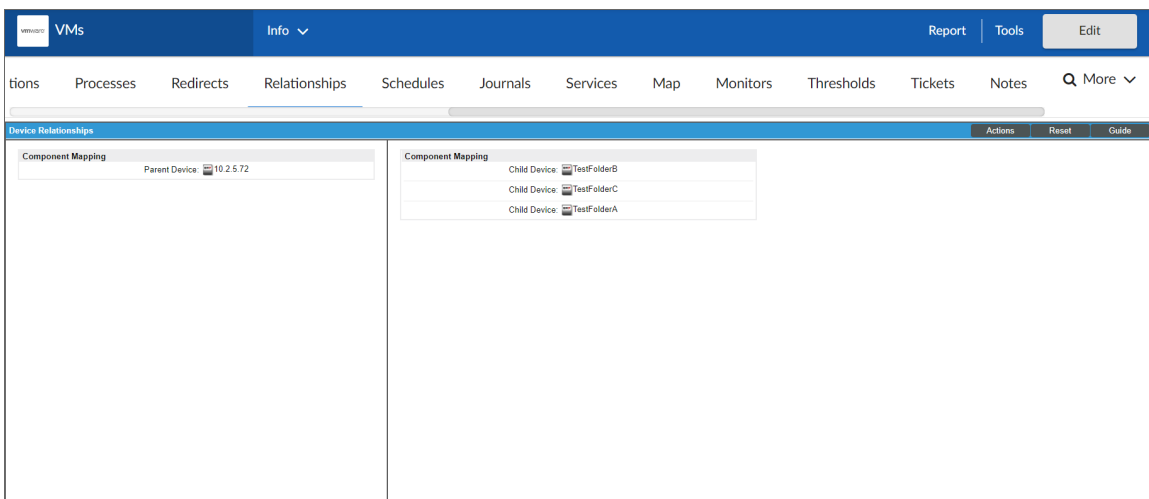 vmware VMs Info Report Tools Edit
tions Processes Redirects Relationships Schedules Journals Services Map Monitors Thresholds Tickets Notes More
Device Relationships Actions Reset Guide
Component Mapping
Parent Device: 10.2.5.72
Component Mapping
Child Device: TestFolderB
Child Device: TestFolderC
Child Device: TestFolderA